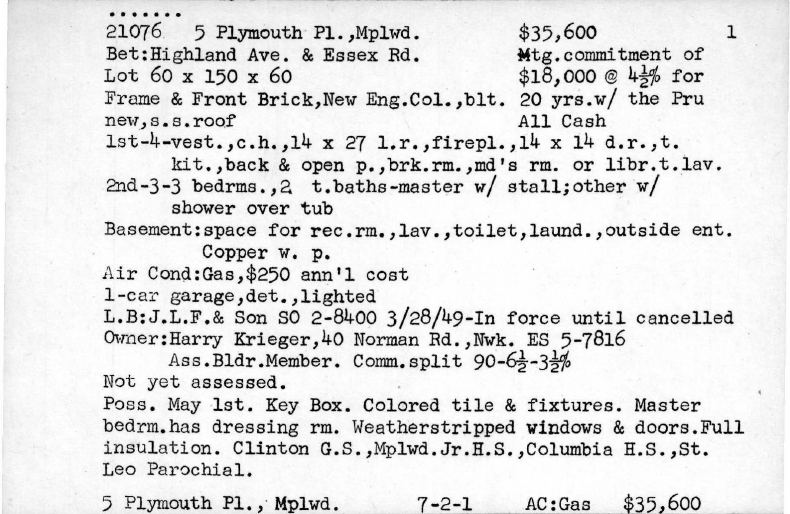 21076 5 Plymouth Pl.,Mplwd. $35,600 1
Bet:Highland Ave. & Essex Rd. Mtg.commitment of
Lot 60 x 150 x 60 $18,000 @ 4½% for
Frame & Front Brick,New Eng.Col.,blt. 20 yrs.w/ the Pru
new,s.s.roof All Cash
1st-4-vest.,c.h.,14 x 27 l.r.,firepl.,14 x 14 d.r.,t.
kit.,back & open p.,brk.rm.,md's rm. or libr.t.lav.
2nd-3-3 bedrms.,2 t.baths-master w/ stall;other w/
shower over tub
Basement:space for rec.rm.,lav.,toilet,laund.,outside ent.
Copper w. p.
Air Cond:Gas,$250 ann'l cost
1-car garage,det.,lighted
L.B:J.L.F.& Son SO 2-8400 3/28/49-In force until cancelled
Owner:Harry Krieger,40 Norman Rd.,Nwk. ES 5-7816
Ass.Bldr.Member. Comm.split 90-6½-3½%
Not yet assessed.
Poss. May 1st. Key Box. Colored tile & fixtures. Master
bedrm.has dressing rm. Weatherstripped windows & doors.Full
insulation. Clinton G.S.,Mplwd.Jr.H.S.,Columbia H.S.,St.
Leo Parochial.
5 Plymouth Pl., Mplwd. 7-2-1 AC:Gas $35,600